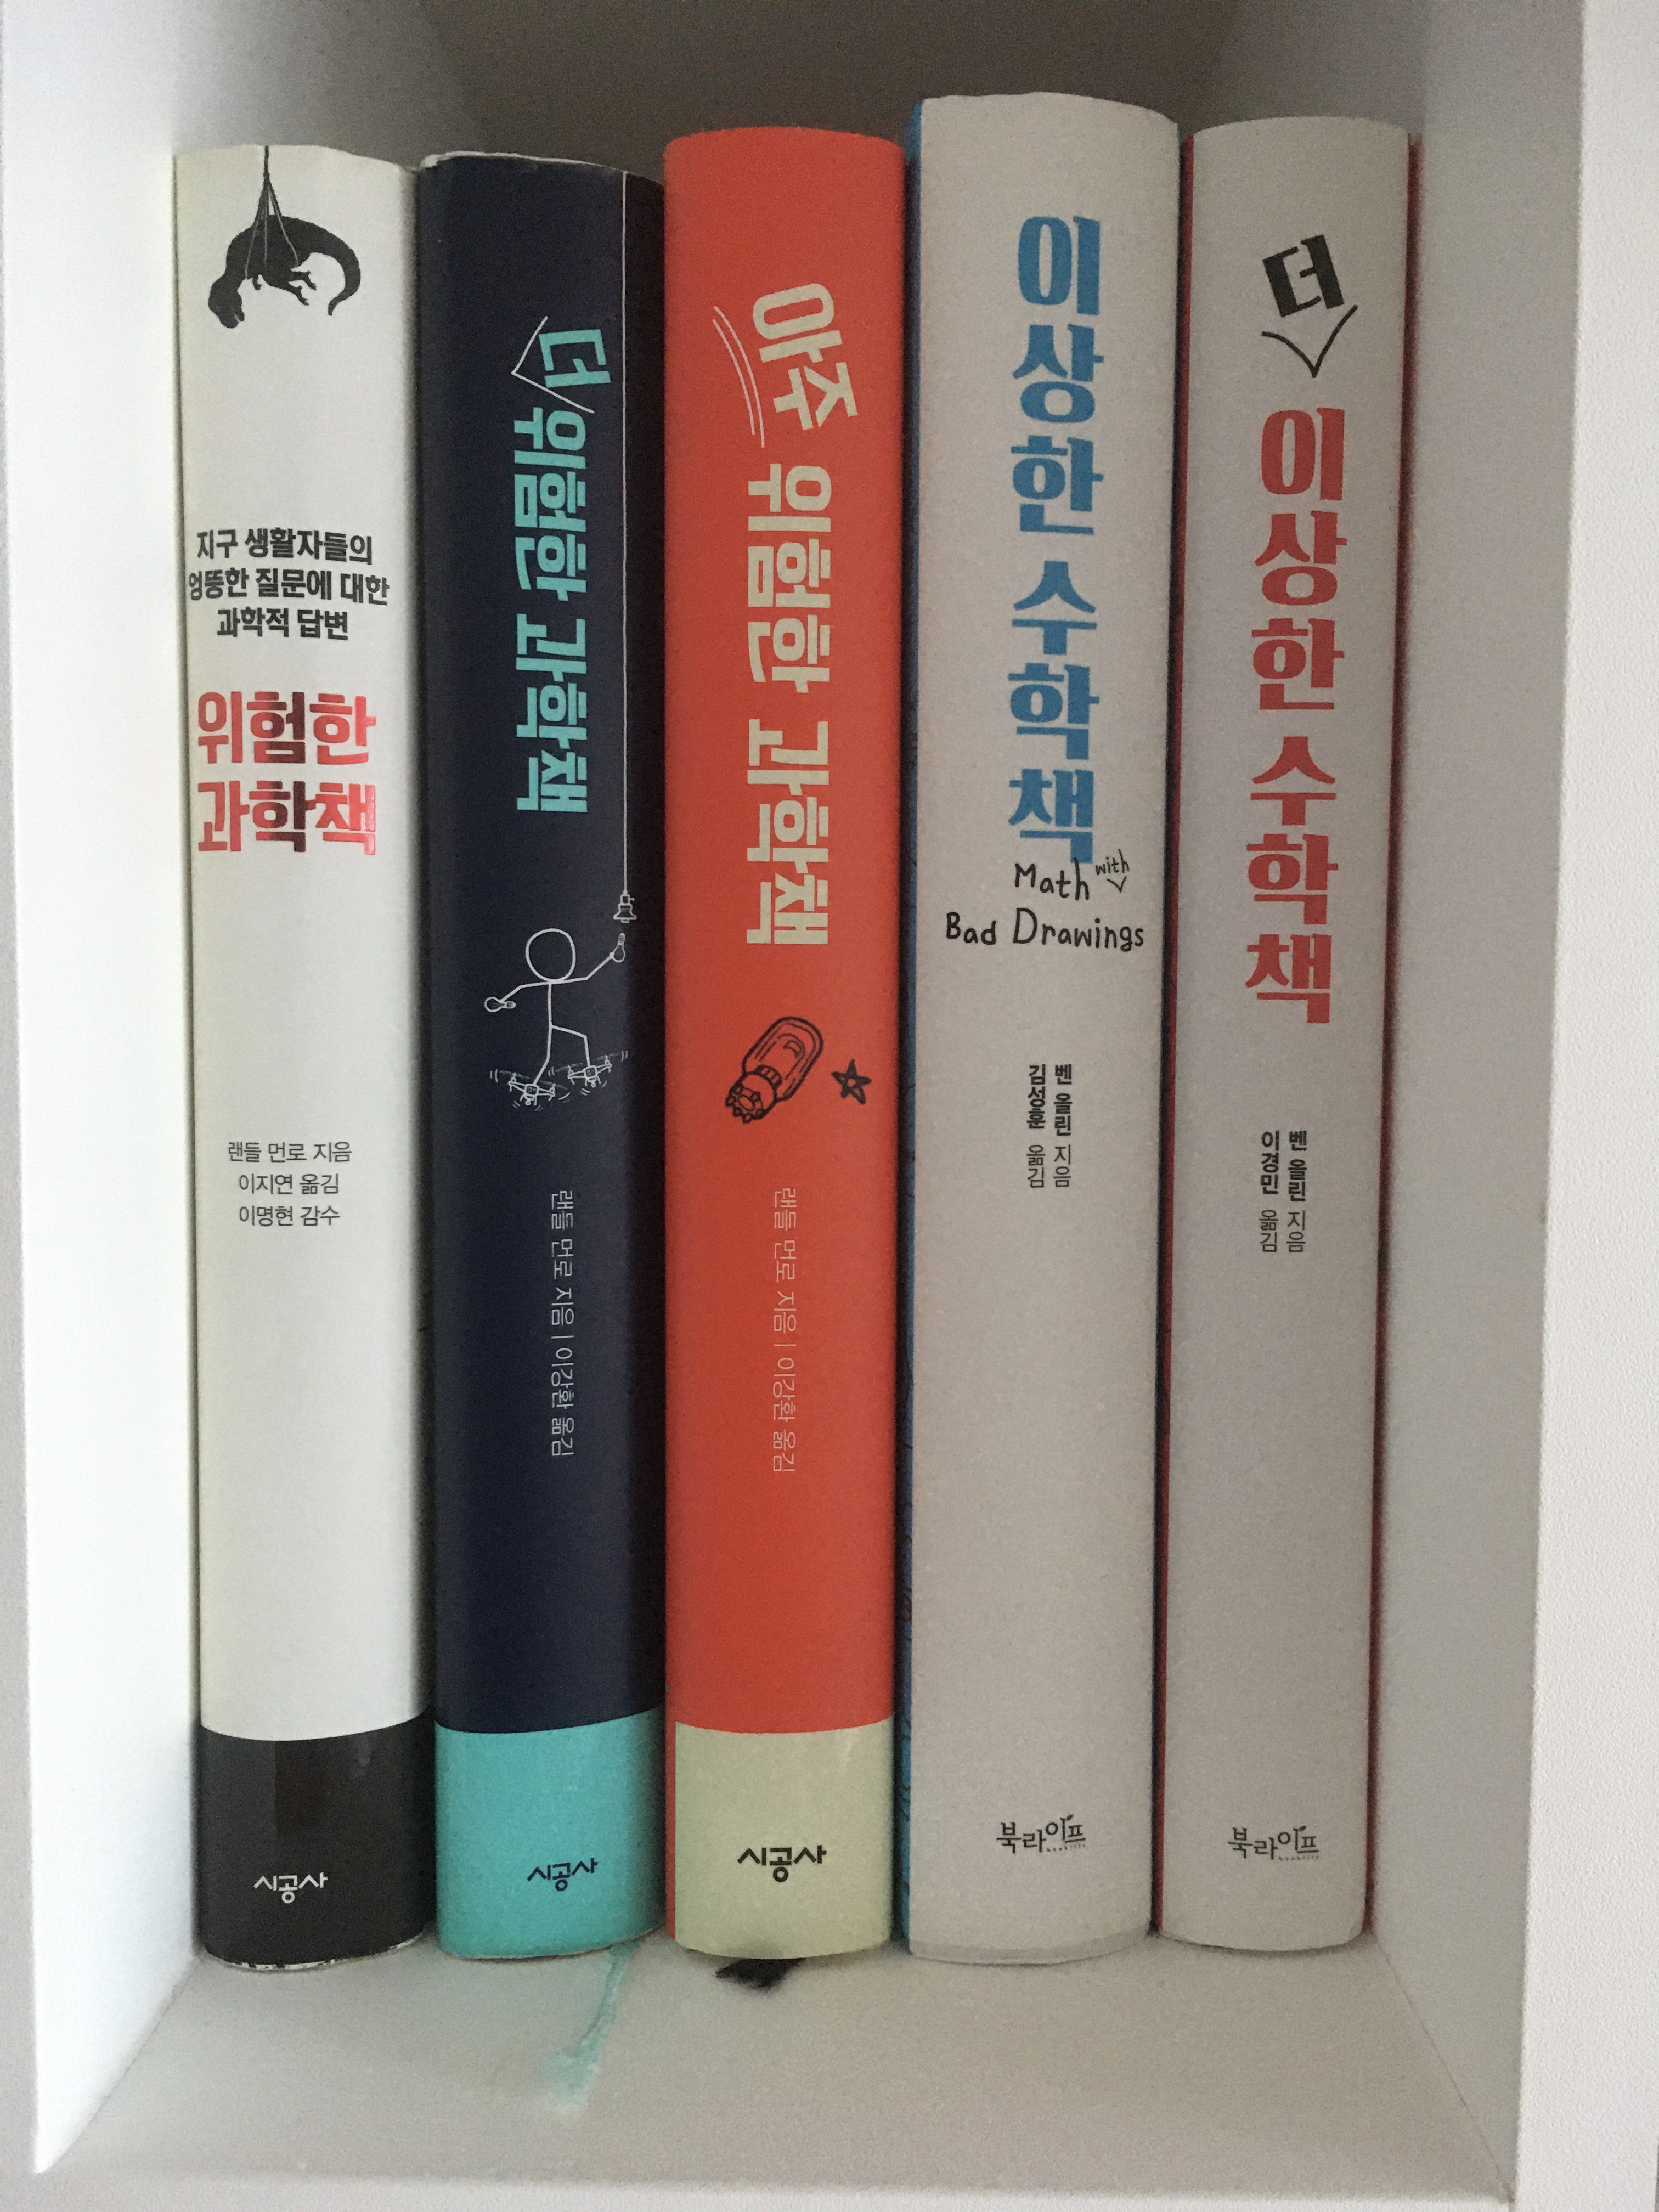 지구 생활자들의
엉뚱한 질문에 대한
과학적 답변
위험한
과학책
랜들 먼로 지음
이지연 옮김
이명현 감수
시공사
더 위험한 과학책
랜들 먼로 지음 | 이강환 옮김
시공사
아주 위험한 과학책
랜들 먼로 지음 | 이강환 옮김
시공사
이상한 수학책
Math with
Bad Drawings
벤 올린 지음
김성훈 옮김
북라이프
더 이상한 수학책
벤 올린 지음
이경민 옮김
북라이프